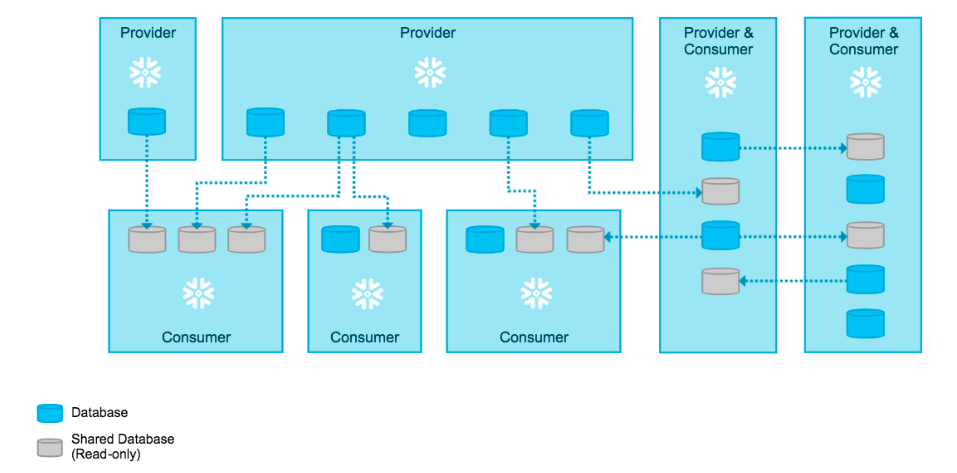 Provider
Provider
Provider &
Consumer
Provider &
Consumer
Consumer
Consumer
Consumer
Database
Shared Database
(Read-only)